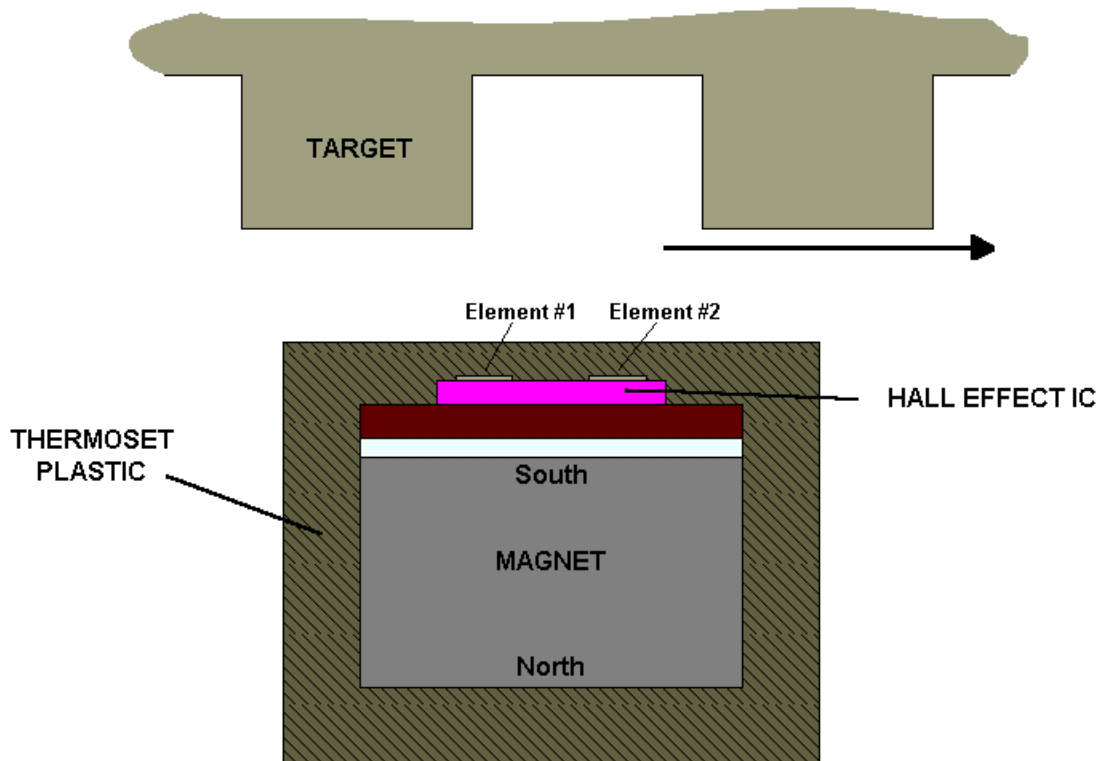 TARGET
Element #1
Element #2
HALL EFFECT IC
THERMOSET
PLASTIC
South
MAGNET
North